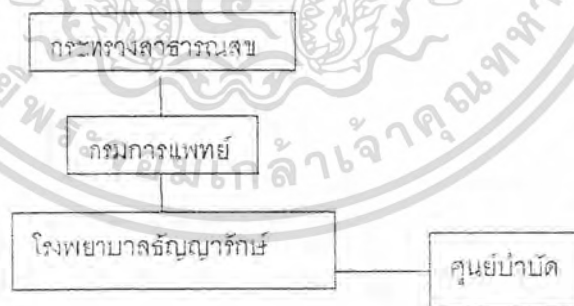 กระทรวงสาธารณสุข
กรมการแพทย์
โรงพยาบาลธัญญารักษ์
ศูนย์บำบัด